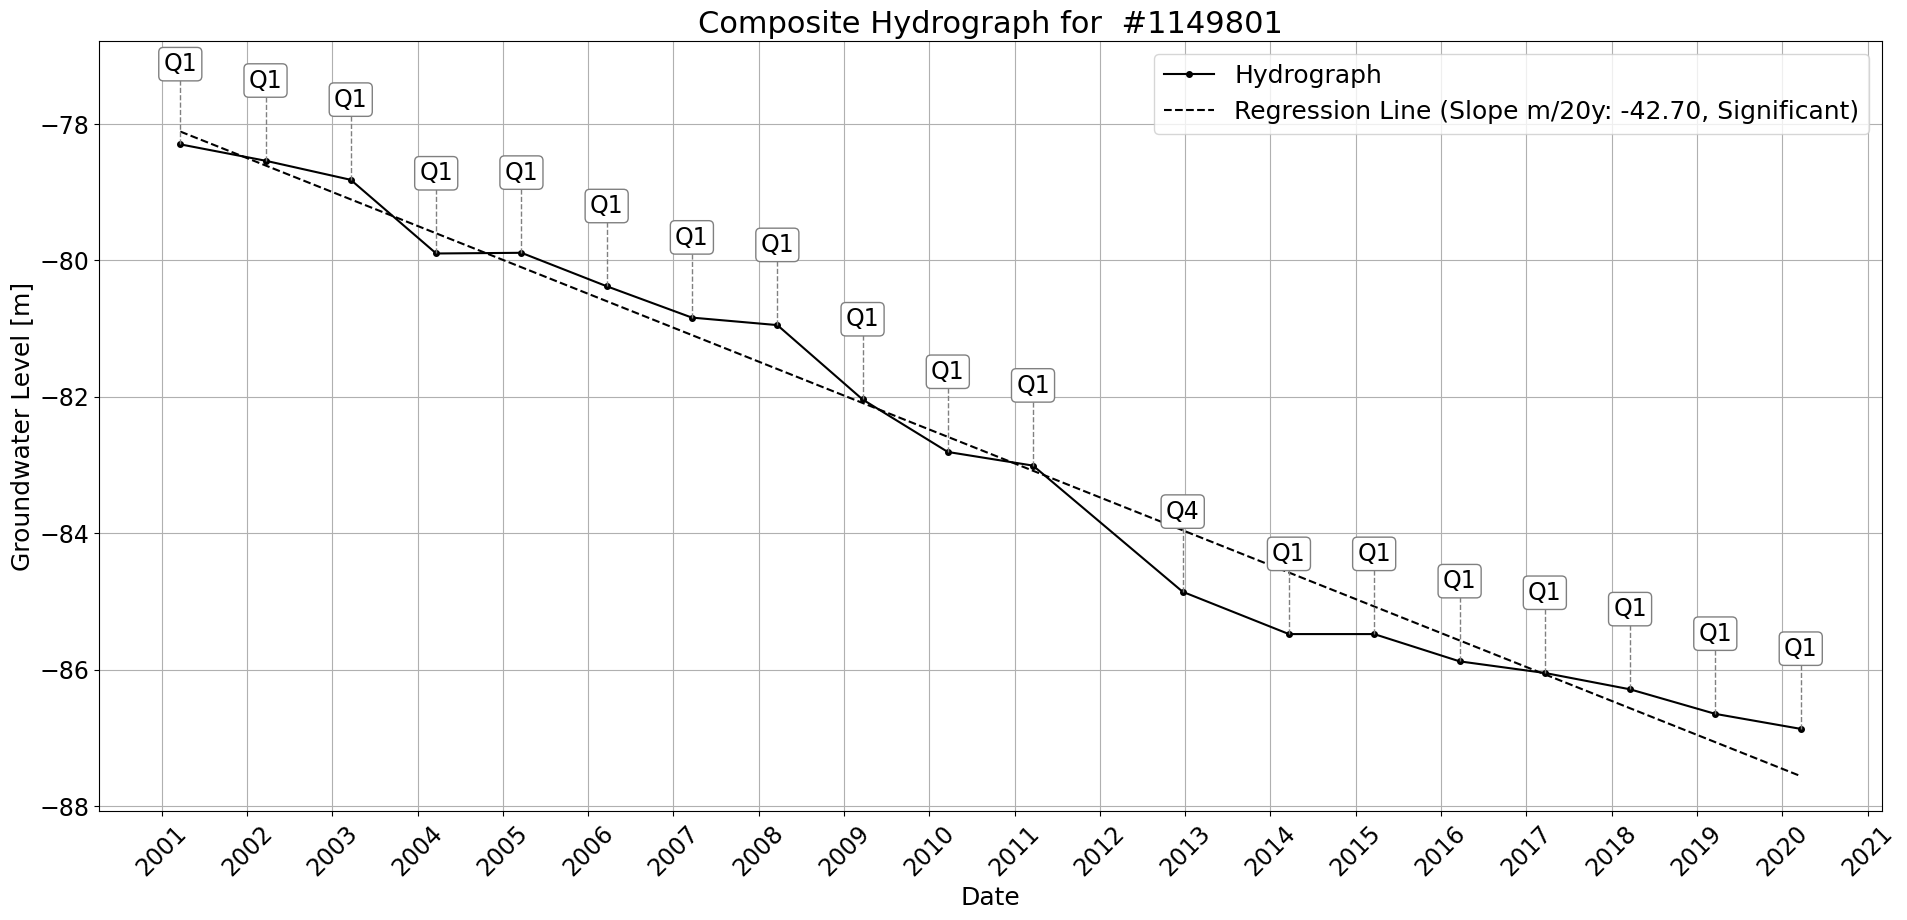 Composite Hydrograph for  #1149801
Hydrograph
Regression Line (Slope m/20y: -42.70, Significant)
Groundwater Level [m]
−78
−80
−82
−84
−86
−88
Q1
Q1
Q1
Q1
Q1
Q1
Q1
Q1
Q1
Q1
Q1
Q4
Q1
Q1
Q1
Q1
Q1
Q1
Q1
2001
2002
2003
2004
2005
2006
2007
2008
2009
2010
2011
2012
2013
2014
2015
2016
2017
2018
2019
2020
2021
Date